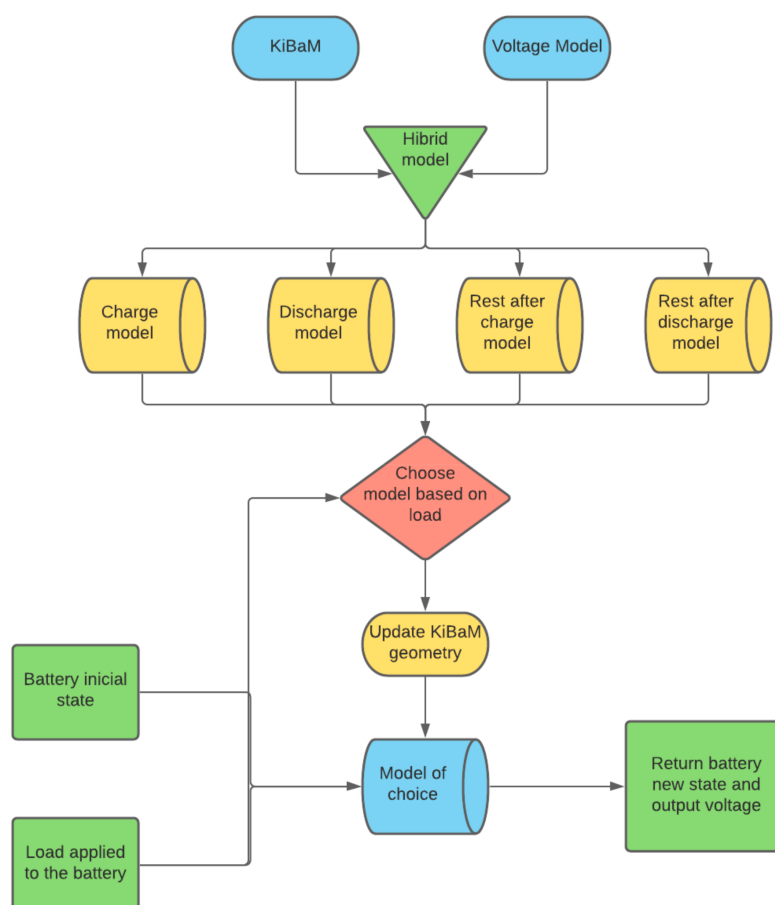 KiBaM
Voltage Model
Hibrid
model
Charge
model
Discharge
model
Rest after
charge
model
Rest after
discharge
model
Choose
model based on
load
Update KiBaM
geometry
Battery inicial
state
Model of
choice
Return battery
new state and
output voltage
Load applied
to the battery